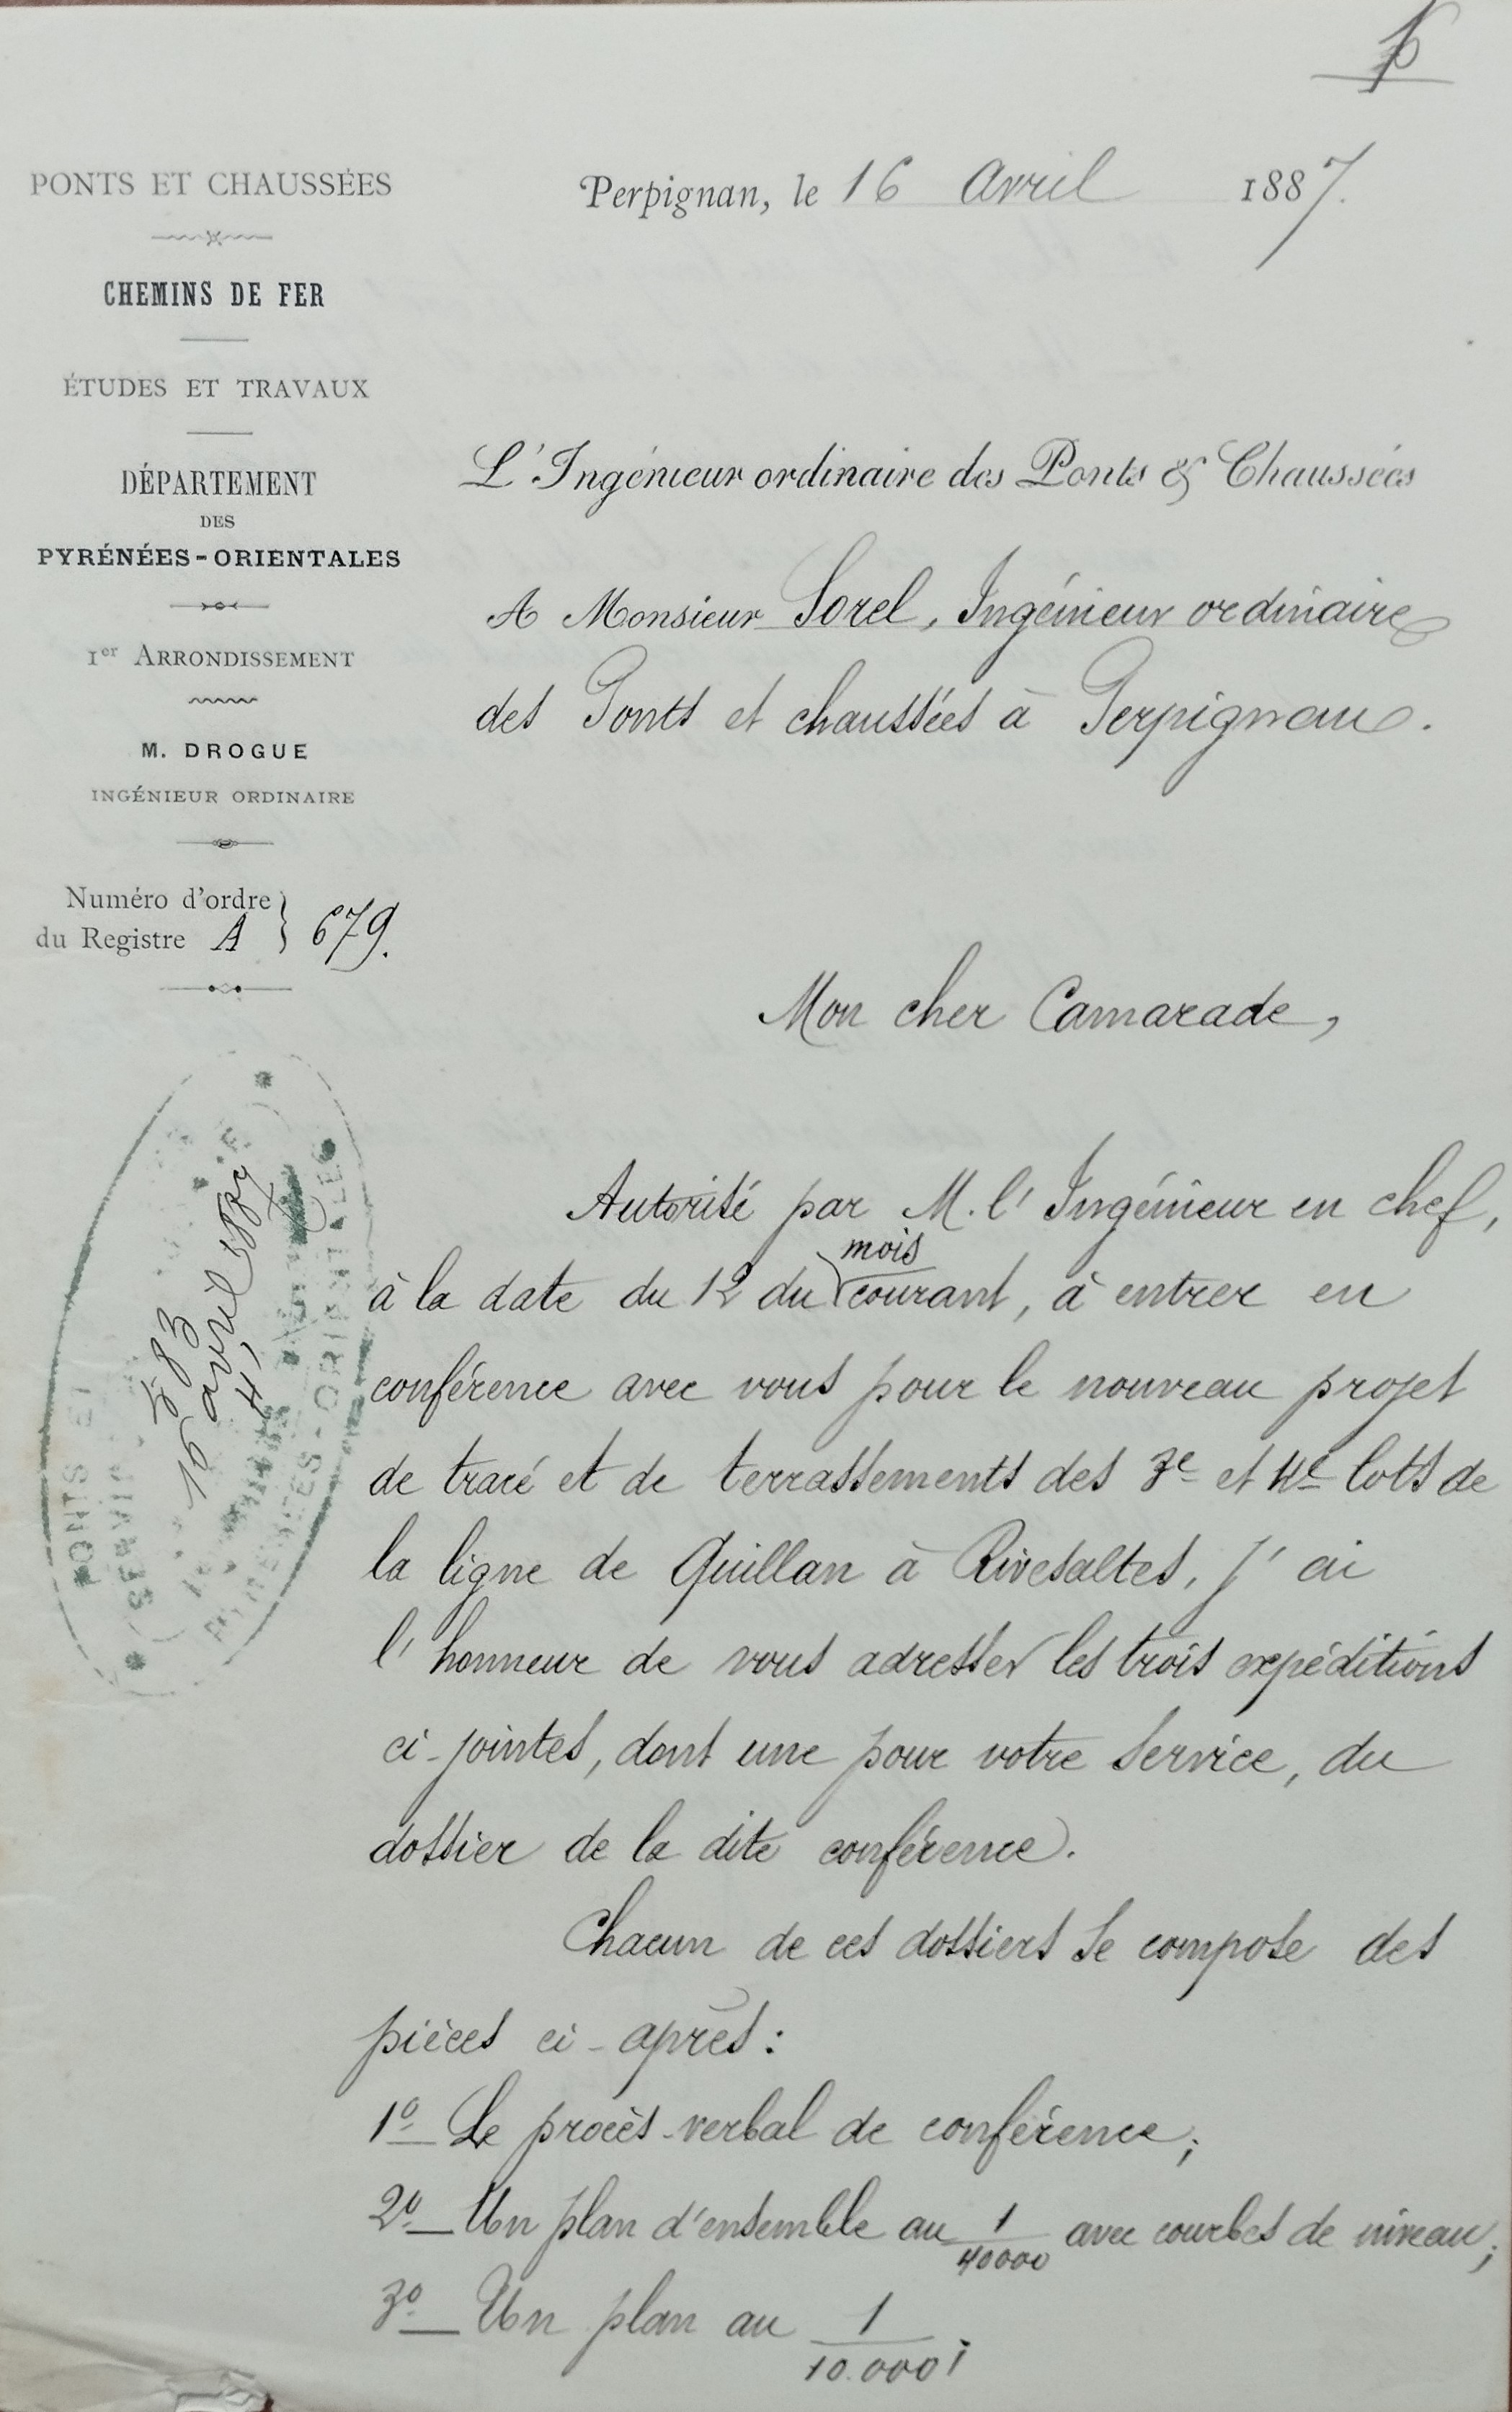 PONTS ET CHAUSSÉES
CHEMINS DE FER
ÉTUDES ET TRAVAUX
DÉPARTEMENT
DES
PYRÉNÉES-ORIENTALES
1er ARRONDISSEMENT
M. DROGUE
INGÉNIEUR ORDINAIRE
Numéro d'ordre
du Registre A } 679.
PONTS ET
SERVICE
PYRÉNÉES-ORIENTALES
583
16 avril 1887
Perpignan, le 16 Avril 1887.
L'Ingénieur ordinaire des Ponts & Chaussées
A Monsieur Sorel, Ingénieur ordinaire
des Ponts et chaussées à Perpignan.
Mon cher Camarade,
Autorisé par M. l'Ingénieur en chef,
mois
à la date du 12 du courant, à entrer en
conférence avec vous pour le nouveau projet
de tracé et de terrassements des 3e et 4e lots de
la ligne de Quillan à Rivesaltes, j'ai
l'honneur de vous adresser les trois expéditions
ci-jointes, dont une pour votre service, du
dossier de la dite conférence.
Chacun de ces dossiers se compose des
pièces ci-après:
1o Le procès-verbal de conférence;
2o Un plan d'ensemble au 1/40000 avec courbes de niveau;
3o Un plan au 1/10.000;